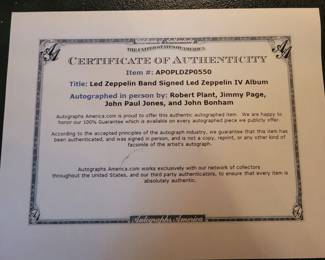 THE UNITED STATES OF AMERICA
CERTIFICATE OF AUTHENTICITY
Item #: APOPLDZP0550
Title: Led Zeppelin Band Signed Led Zeppelin IV Album
Autographed in person by: Robert Plant, Jimmy Page,
John Paul Jones, and John Bonham
Autographs America.com is proud to offer this authentic autographed item. We are happy to
honor our 100% Guarantee which is available on every autographed piece we publicly offer.
According to the accepted principles of the autograph industry, we guarantee that this item has
been authenticated, and was signed in person, and is not a copy, reprint, or any other kind of
facsimile of the artist's autograph.
Autographs America.com works exclusively with our network of collectors
throughout the United States, and our third party authenticators, to ensure that every item is
absolutely authentic.
Autographs America